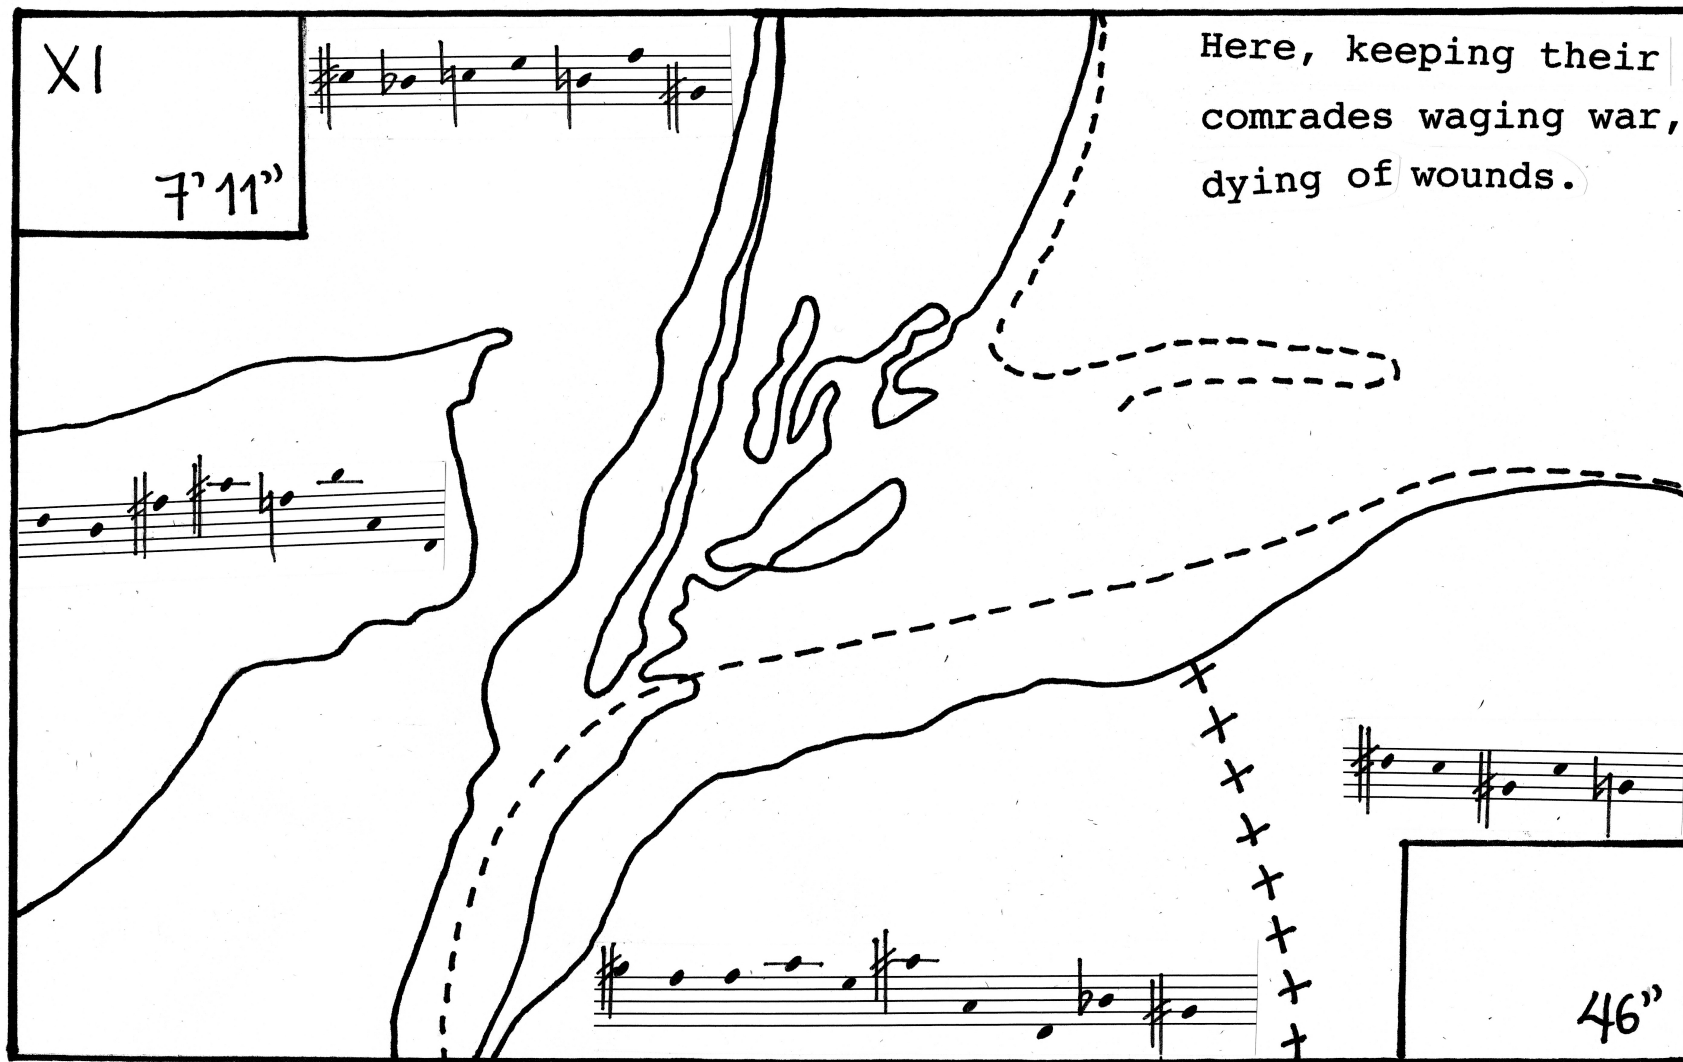 XI
7’11”
Here, keeping their
comrades waging war,
dying of wounds.
46”